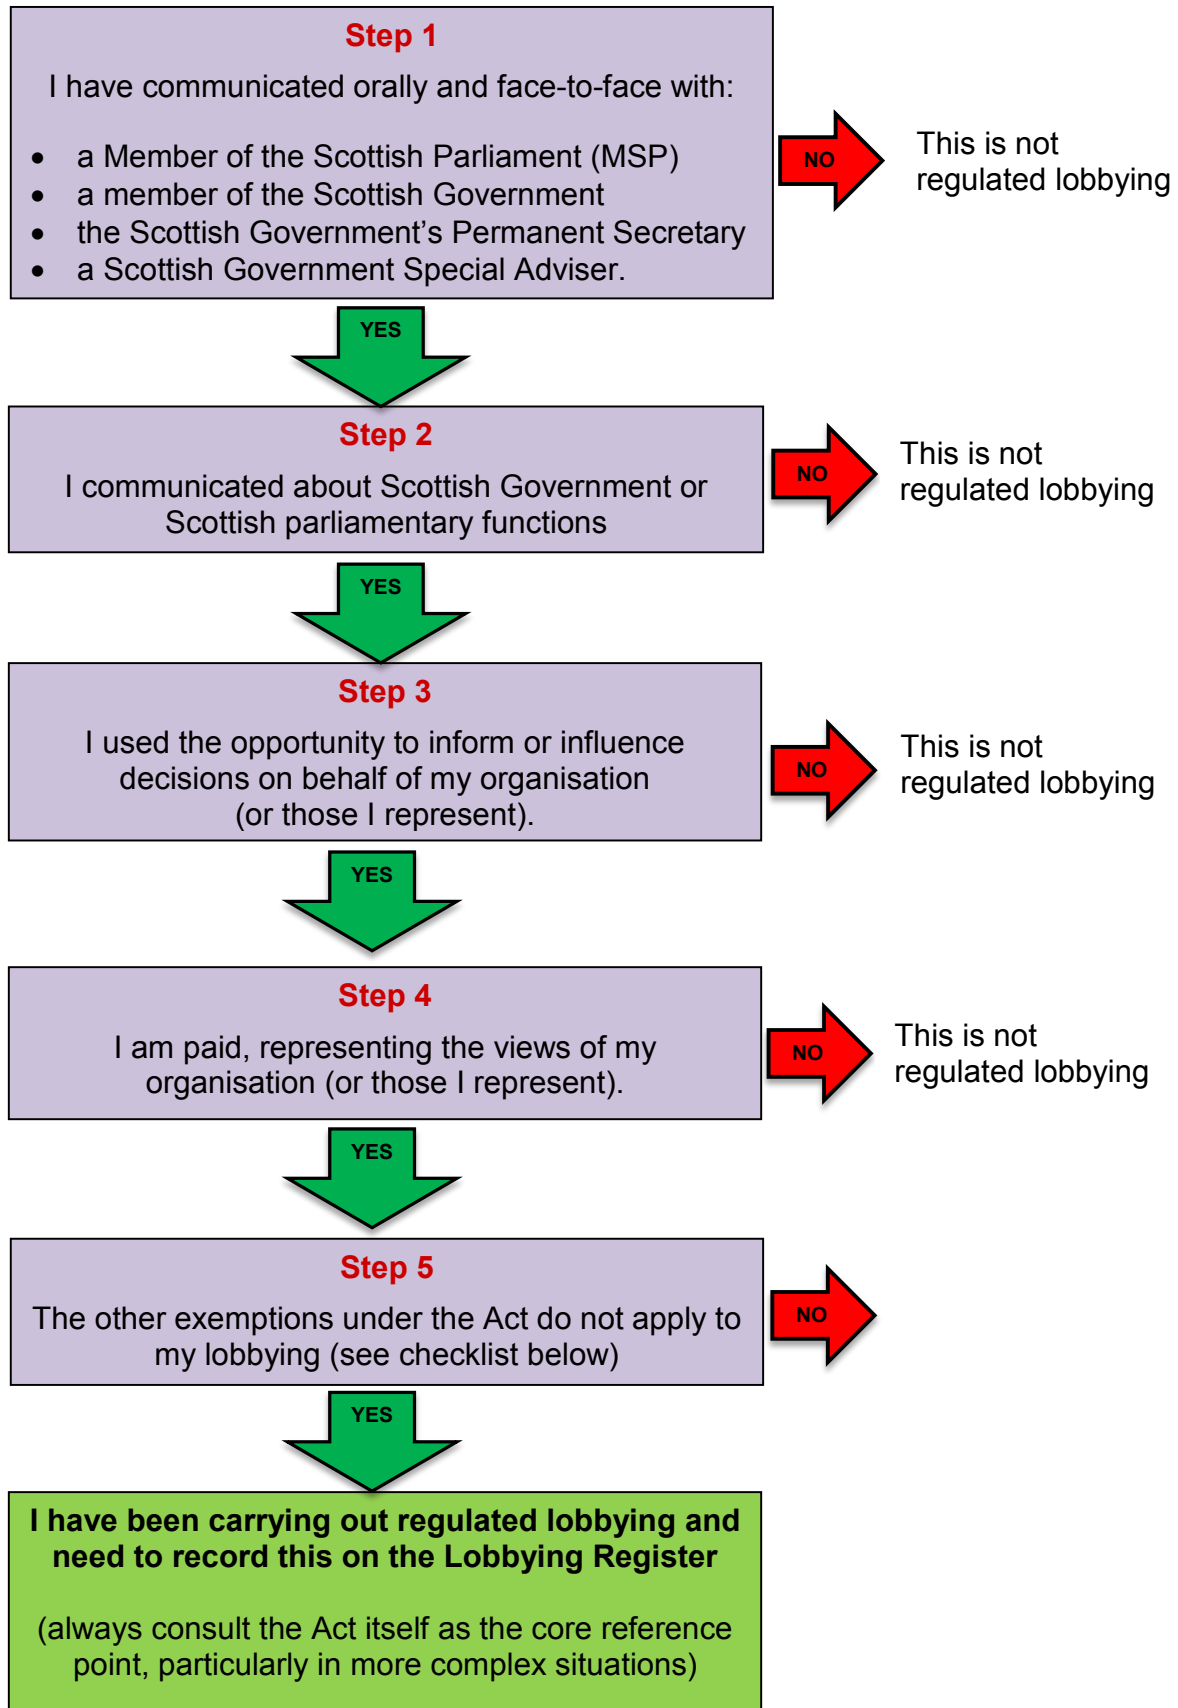 Step 1
I have communicated orally and face-to-face with:
• a Member of the Scottish Parliament (MSP)
• a member of the Scottish Government
• the Scottish Government’s Permanent Secretary
• a Scottish Government Special Adviser.
NO
This is not
regulated lobbying
YES
Step 2
I communicated about Scottish Government or
Scottish parliamentary functions
NO
This is not
regulated lobbying
YES
Step 3
I used the opportunity to inform or influence
decisions on behalf of my organisation
(or those I represent).
NO
This is not
regulated lobbying
YES
Step 4
I am paid, representing the views of my
organisation (or those I represent).
NO
This is not
regulated lobbying
YES
Step 5
The other exemptions under the Act do not apply to
my lobbying (see checklist below)
NO
YES
I have been carrying out regulated lobbying and
need to record this on the Lobbying Register
(always consult the Act itself as the core reference
point, particularly in more complex situations)